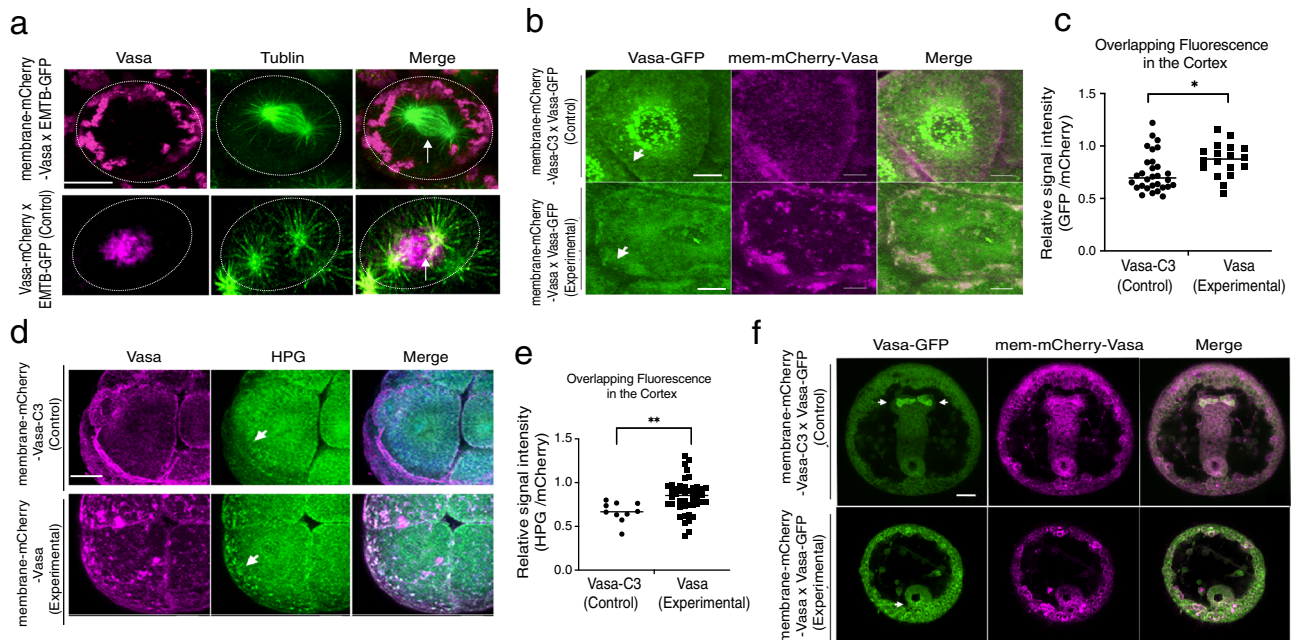 a
Vasa
Tublin
Merge
membrane-mCherry
-Vasa x EMTB-GFP
Vasa-mCherry x
EMTB-GFP (Control)
b
Vasa-GFP
mem-mCherry-Vasa
Merge
membrane-mCherry
-Vasa-C3 x Vasa-GFP
(Control)
membrane-mCherry
-Vasa x Vasa-GFP
(Experimental)
c
Overlapping Fluorescence
in the Cortex
*
Relative signal intensity
(GFP /mCherry)
1.5
1.0
0.5
0.0
Vasa-C3
(Control)
Vasa
(Experimental)
d
Vasa
HPG
Merge
membrane-mCherry
-Vasa-C3
(Control)
membrane-mCherry
-Vasa
(Experimental)
e
Overlapping Fluorescence
in the Cortex
**
Relative signal intensity
(HPG /mCherry)
1.5
1.0
0.5
0
Vasa-C3
(Control)
Vasa
(Experimental)
f
Vasa-GFP
mem-mCherry-Vasa
Merge
membrane-mCherry
-Vasa-C3 x Vasa-GFP
(Control)
membrane-mCherry
-Vasa x Vasa-GFP
(Experimental)